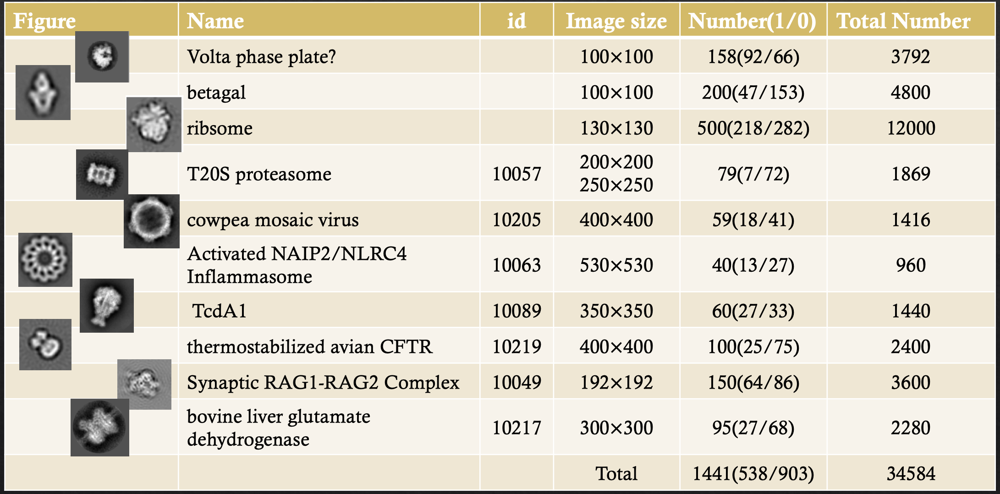 Figure Name id Image size Number(1/0) Total Number
Volta phase plate? 100×100 158(92/66) 3792
betagal 100×100 200(47/153) 4800
ribsome 130×130 500(218/282) 12000
T20S proteasome 10057 200×200 250×250 79(7/72) 1869
cowpea mosaic virus 10205 400×400 59(18/41) 1416
Activated NAIP2/NLRC4
Inflammasome 10063 530×530 40(13/27) 960
TcdA1 10089 350×350 60(27/33) 1440
thermostabilized avian CFTR 10219 400×400 100(25/75) 2400
Synaptic RAG1-RAG2 Complex 10049 192×192 150(64/86) 3600
bovine liver glutamate
dehydrogenase 10217 300×300 95(27/68) 2280
Total 1441(538/903) 34584